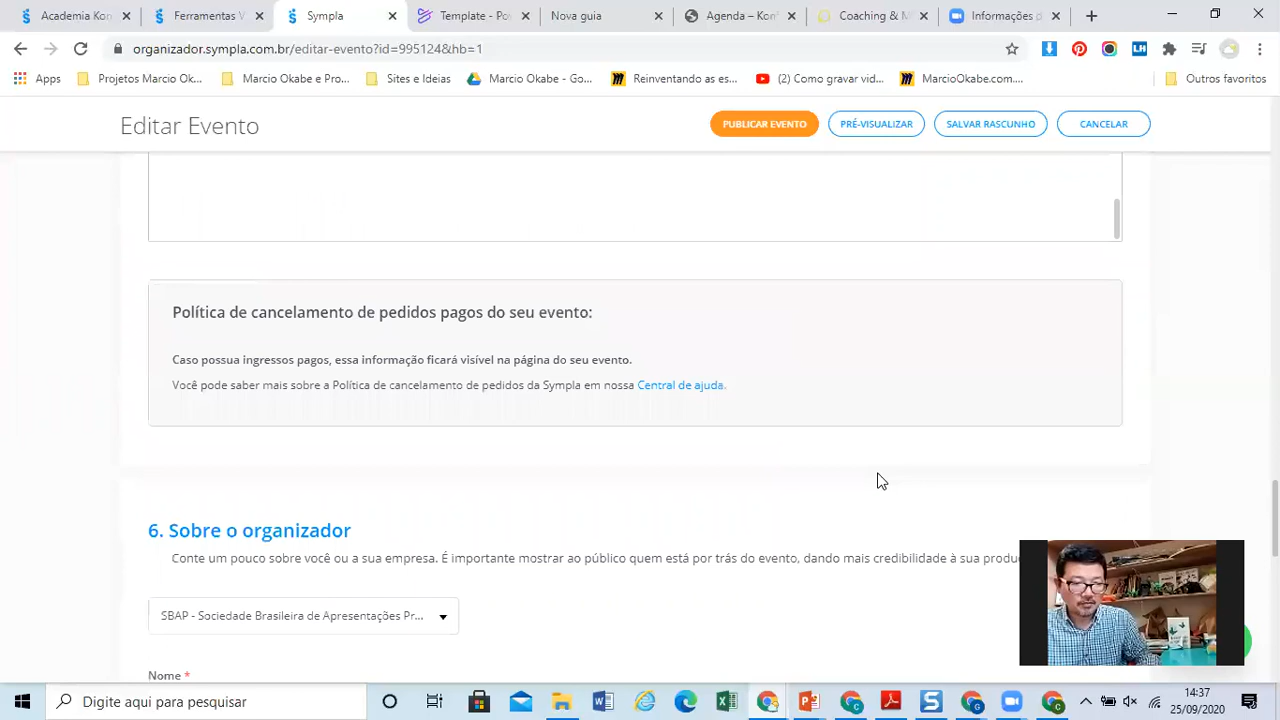 Academia Kon
Ferramentas V
Sympla
Template - Po
Nova guia
Agenda – Konf
Coaching & M
Informações d
organizador.sympla.com.br/editar-evento?id=995124&hb=1
Apps
Projetos Marcio Ok...
Marcio Okabe e Pro...
Sites e Ideias
Marcio Okabe - Go...
Reinventando as es...
(2) Como gravar vid...
MarcioOkabe.com....
Outros favoritos
Editar Evento
PUBLICAR EVENTO
PRÉ-VISUALIZAR
SALVAR RASCUNHO
CANCELAR
Política de cancelamento de pedidos pagos do seu evento:
Caso possua ingressos pagos, essa informação ficará visível na página do seu evento.
Você pode saber mais sobre a Política de cancelamento de pedidos da Sympla em nossa Central de ajuda.
6. Sobre o organizador
Conte um pouco sobre você ou a sua empresa. É importante mostrar ao público quem está por trás do evento, dando mais credibilidade à sua produ
SBAP - Sociedade Brasileira de Apresentações Pr...
Nome *
Digite aqui para pesquisar
14:37
25/09/2020